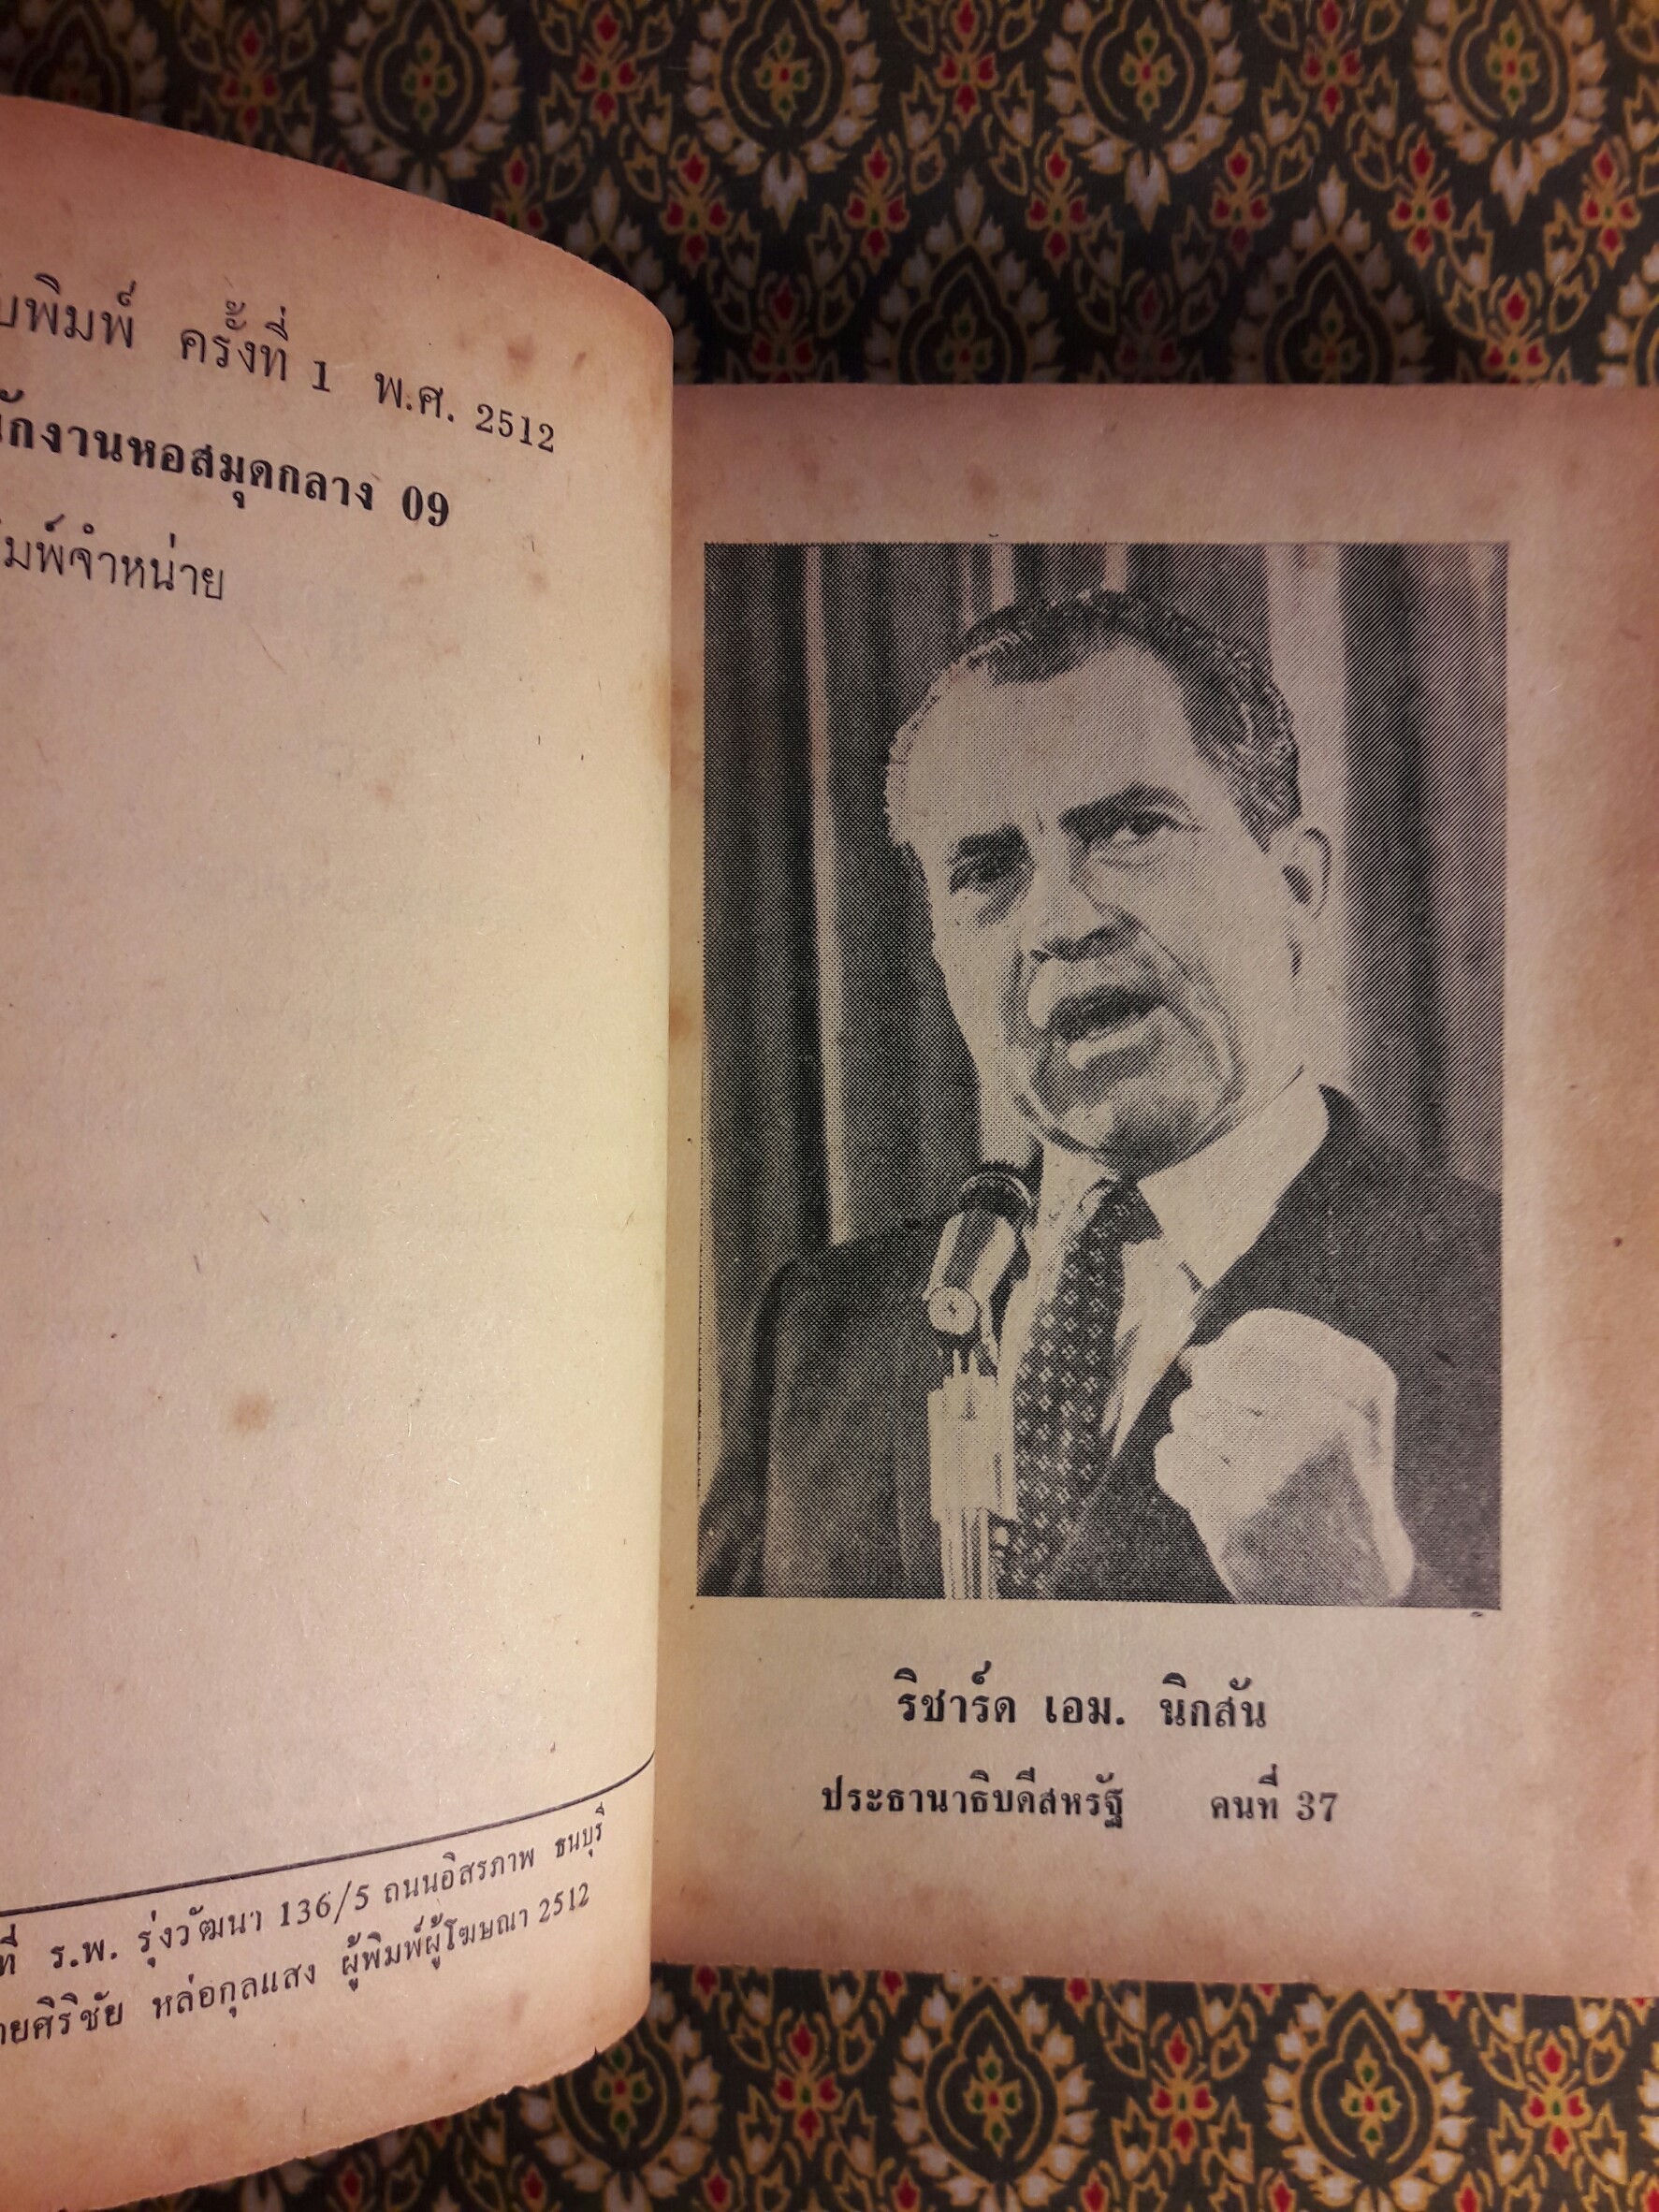 พิมพ์ ครั้งที่ 1 พ.ศ. 2512
งานหอสมุดกลาง 09
จำหน่าย
ริชาร์ด เอม. นิกสัน
ประธานาธิบดีสหรัฐ คนที่ 37
ที่ ร.พ. รุ่งวัฒนา 136/5 ถนนอิสรภาพ ธนบุรี
ศิริชัย หล่อกุลแสง ผู้พิมพ์ผู้โฆษณา 2512